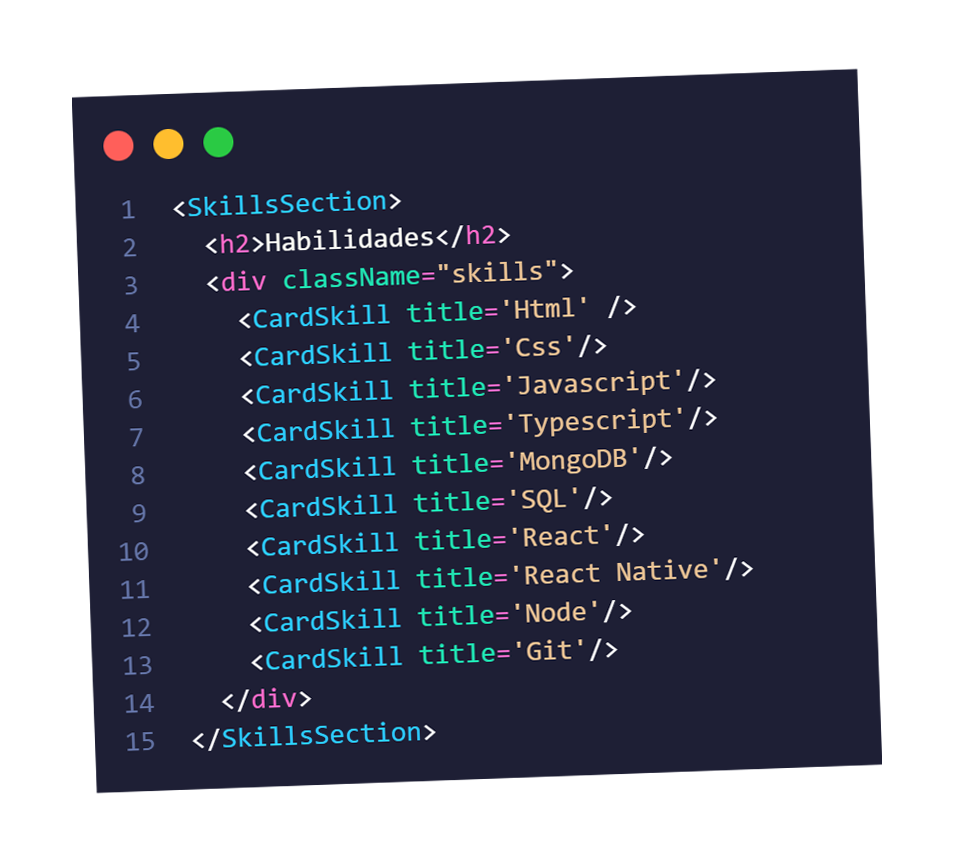 1 <SkillsSection>
2 <h2>Habilidades</h2>
3 <div className="skills">
4 <CardSkill title='Html' />
5 <CardSkill title='Css'/>
6 <CardSkill title='Javascript'/>
7 <CardSkill title='Typescript'/>
8 <CardSkill title='MongoDB'/>
9 <CardSkill title='SQL'/>
10 <CardSkill title='React'/>
11 <CardSkill title='React Native'/>
12 <CardSkill title='Node'/>
13 <CardSkill title='Git'/>
14 </div>
15 </SkillsSection>